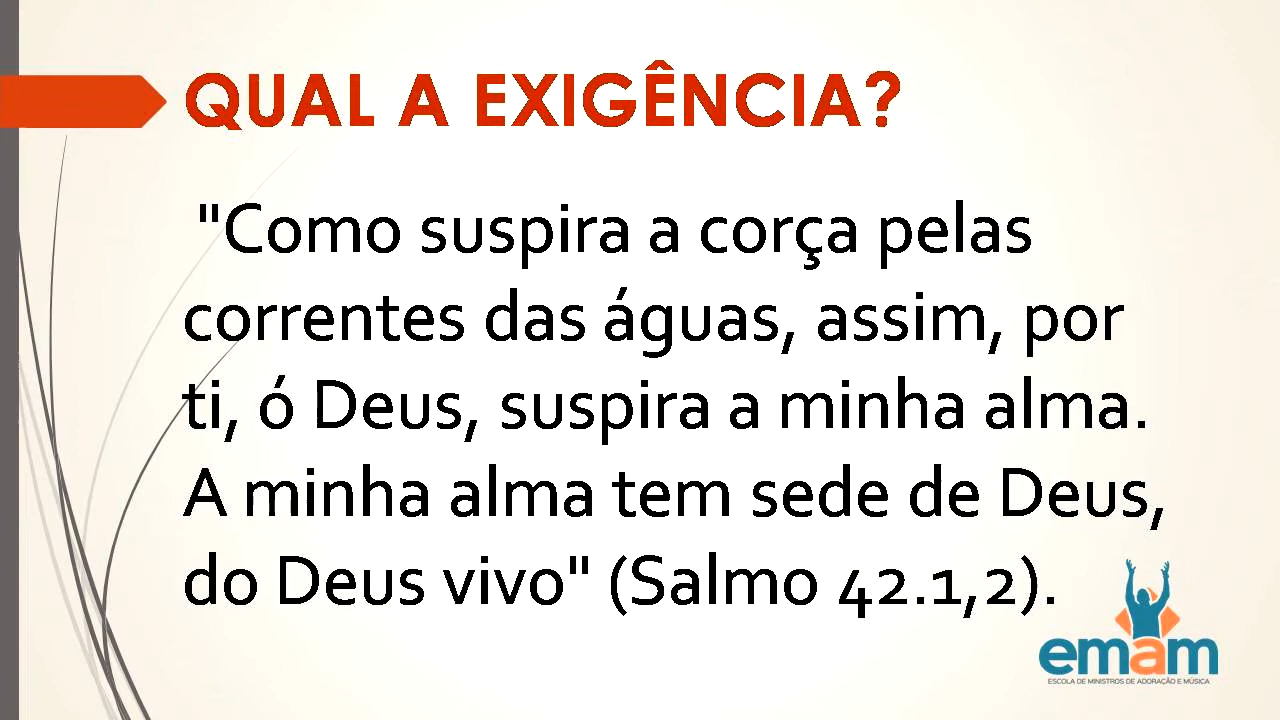 QUAL A EXIGÊNCIA?
"Como suspira a corça pelas
correntes das águas, assim, por
ti, ó Deus, suspira a minha alma.
A minha alma tem sede de Deus,
do Deus vivo" (Salmo 42.1,2).
emam
ESCOLA DE MINISTROS DE ADORAÇÃO E MÚSICA